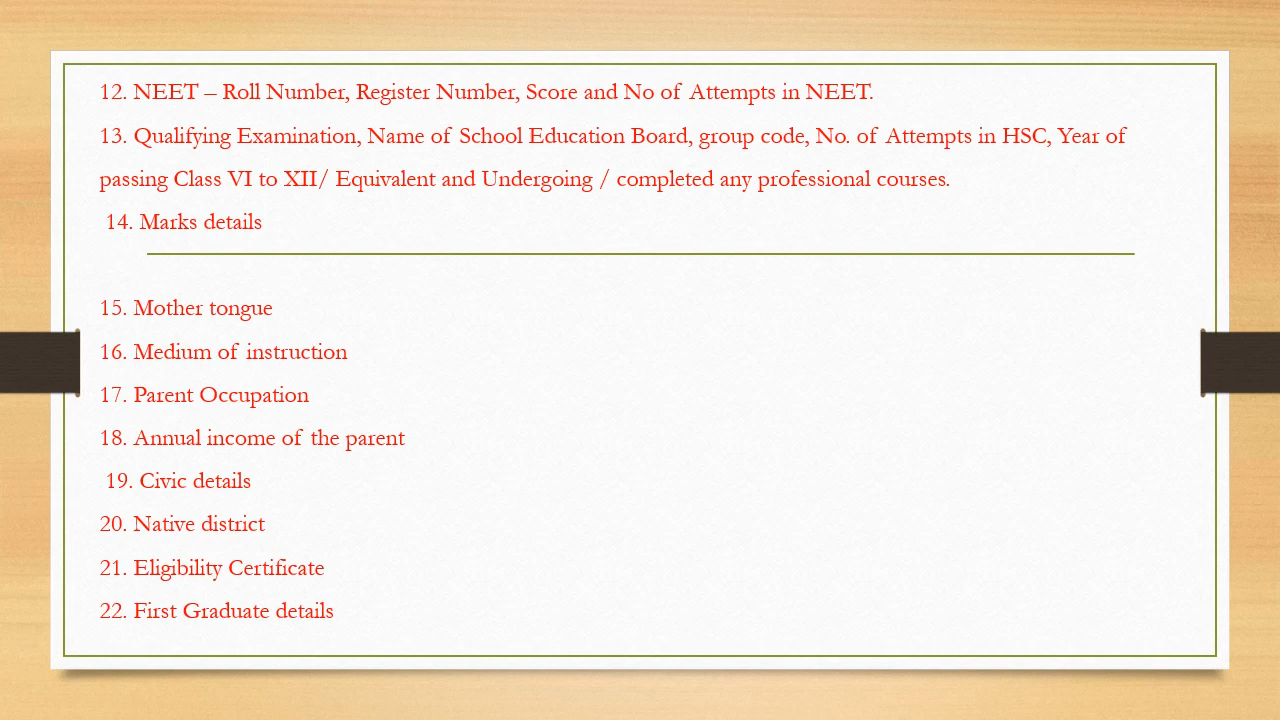 12. NEET – Roll Number, Register Number, Score and No of Attempts in NEET.
13. Qualifying Examination, Name of School Education Board, group code, No. of Attempts in HSC, Year of
passing Class VI to XII/ Equivalent and Undergoing / completed any professional courses.
14. Marks details
15. Mother tongue
16. Medium of instruction
17. Parent Occupation
18. Annual income of the parent
19. Civic details
20. Native district
21. Eligibility Certificate
22. First Graduate details